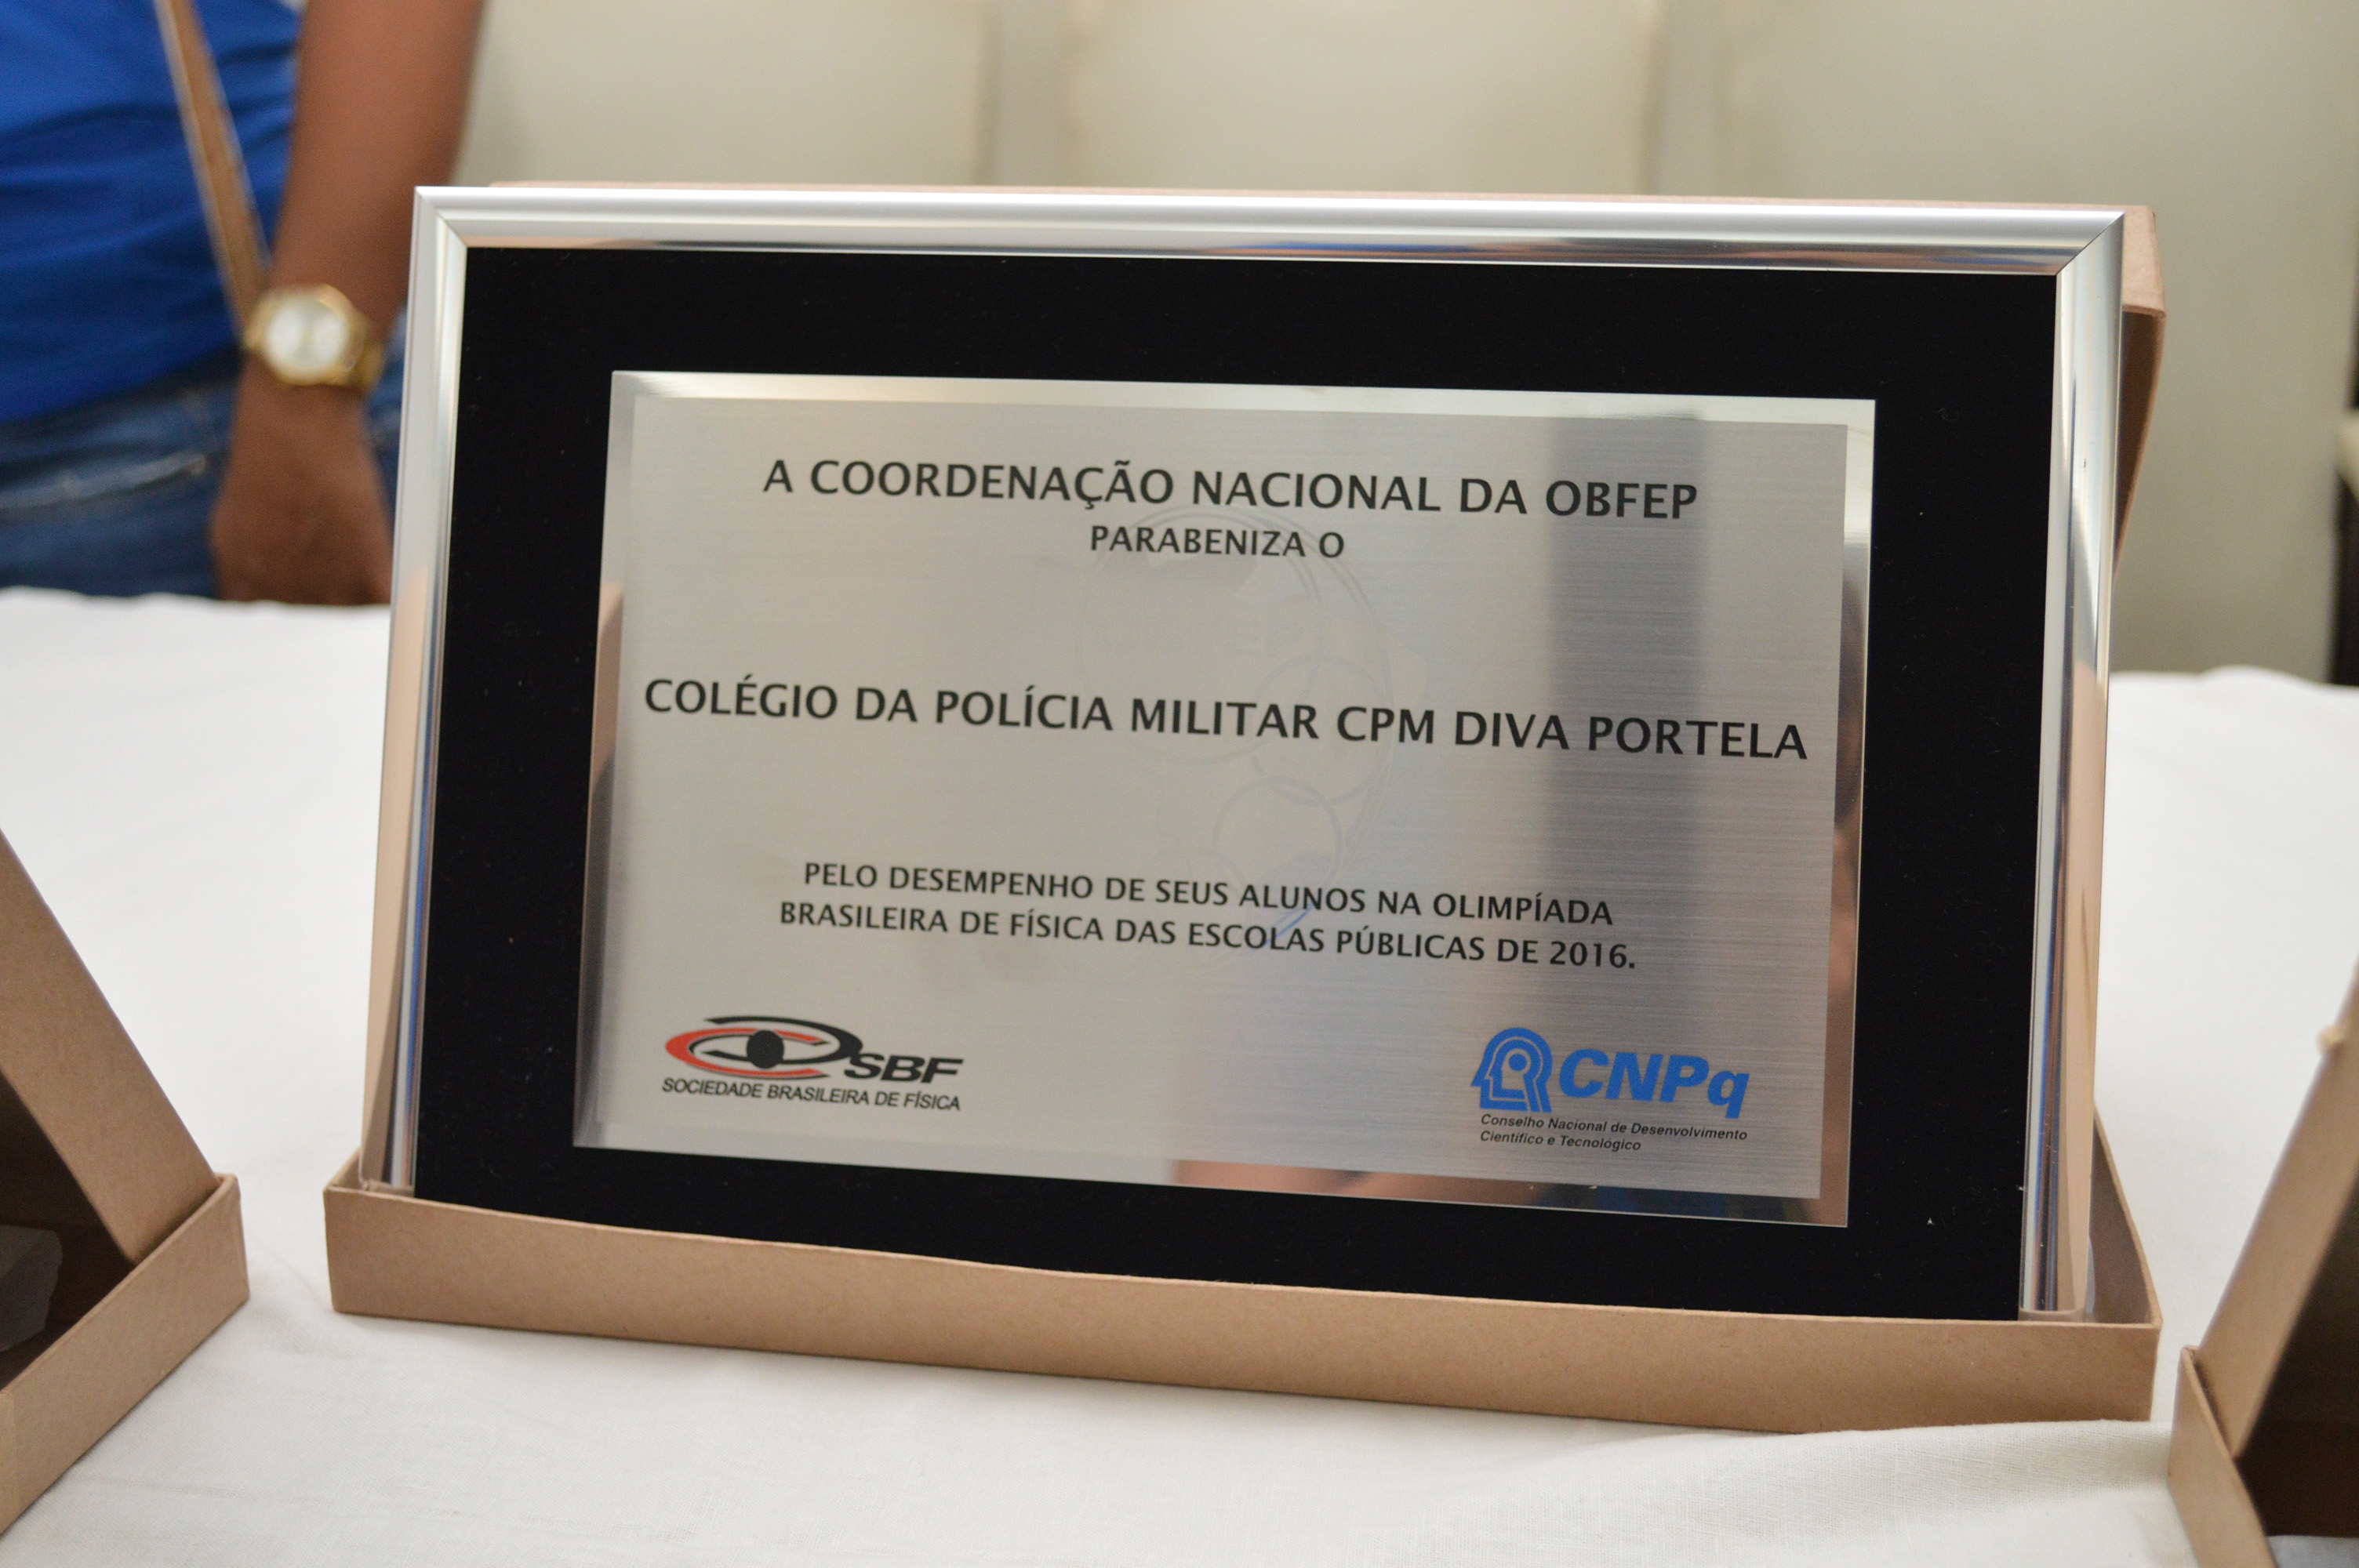 A COORDENAÇÃO NACIONAL DA OBFEP
PARABENIZA O
COLÉGIO DA POLÍCIA MILITAR CPM DIVA PORTELA
PELO DESEMPENHO DE SEUS ALUNOS NA OLIMPÍADA
BRASILEIRA DE FÍSICA DAS ESCOLAS PÚBLICAS DE 2016.
SBF
SOCIEDADE BRASILEIRA DE FÍSICA
CNPq
Conselho Nacional de Desenvolvimento
Científico e Tecnológico